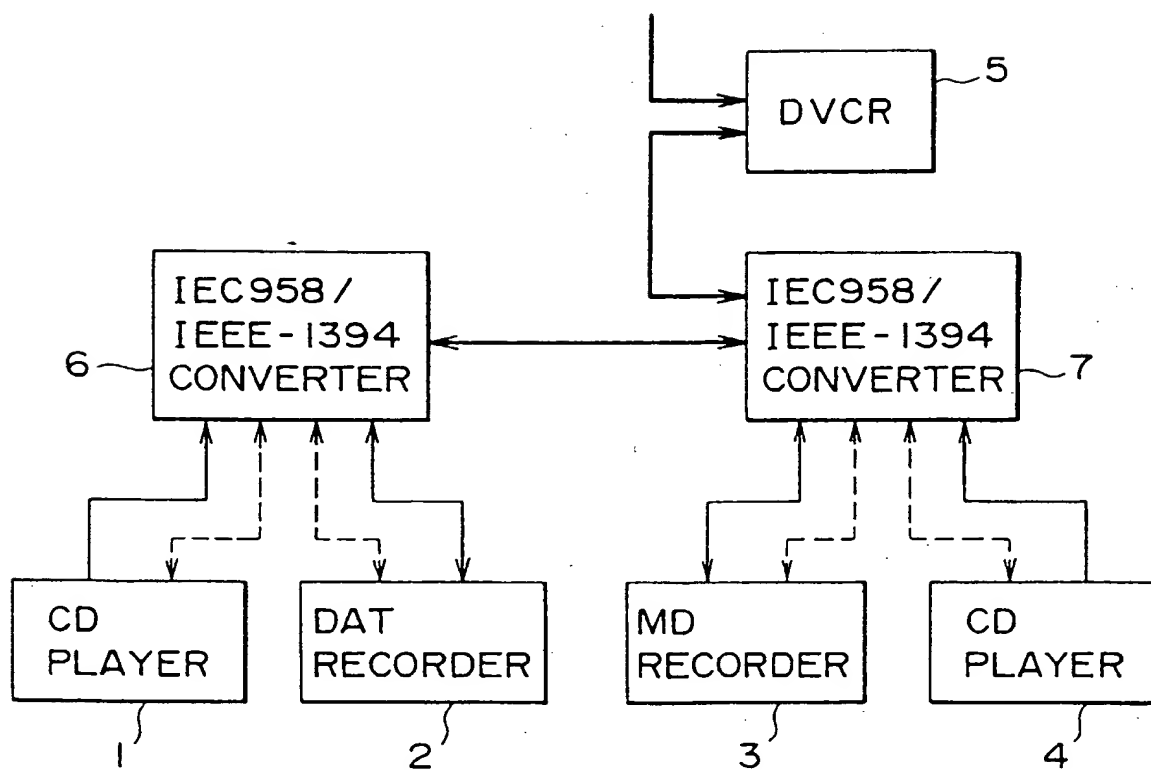 DVCR
5
IEC958/
IEEE-1394
CONVERTER
6
IEC958/
IEEE-1394
CONVERTER
7
CD
PLAYER
1
DAT
RECORDER
2
MD
RECORDER
3
CD
PLAYER
4